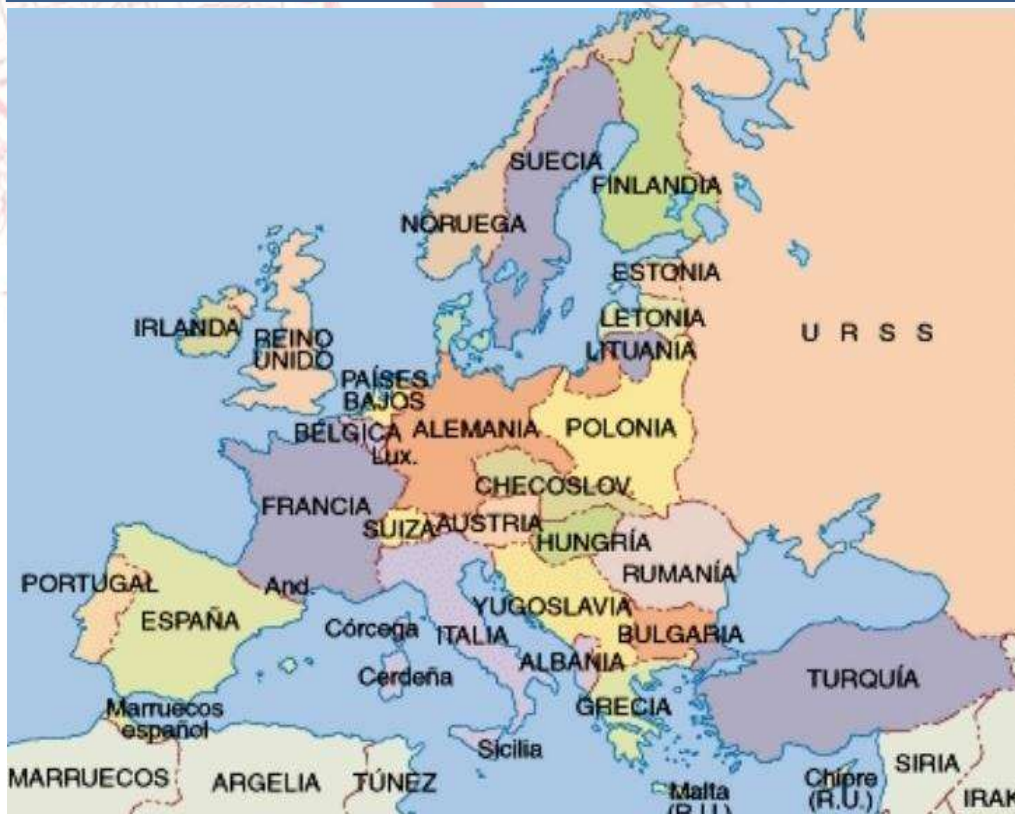 SUECIA
FINLANDIA
NORUEGA
ESTONIA
IRLANDA
REINO
UNIDO
LETONIA
U R S S
LITUANIA
PAÍSES
BAJOS
BÉLGICA
ALEMANIA
POLONIA
Lux.
CHECOSLOV.
FRANCIA
SUIZA
AUSTRIA
HUNGRÍA
RUMANÍA
PORTUGAL
And.
ESPAÑA
YUGOSLAVIA
Córcega
ITALIA
BULGARIA
ALBANIA
Cerdeña
TURQUÍA
GRECIA
Marruecos
español
Sicilia
MARRUECOS
ARGELIA
TÚNEZ
Malta
(R.U.)
Chipre
(R.U.)
SIRIA
IRAK